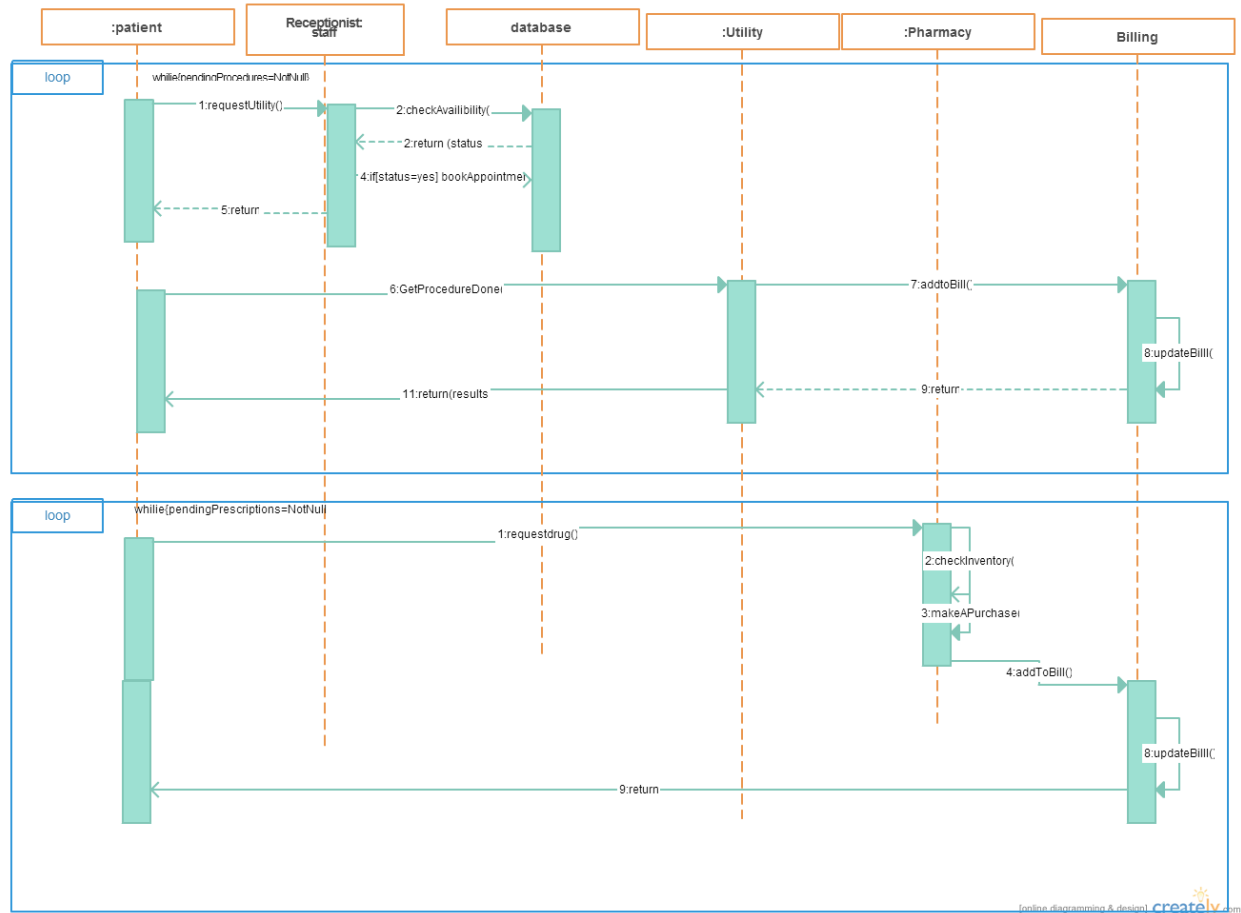 :patient
Receptionist:
staff
database
:Utility
:Pharmacy
Billing
loop
whilie{pendingProcedures=NotNull}
1:requestUtility()
2:checkAvailibility(
2:return (status
4:if[status=yes] bookAppointme
5:return
6:GetProcedureDone(
7:addtoBill()
8:updateBilll(
9:return
11:return(results
loop
whilie{pendingPrescriptions=NotNull
1:requestdrug()
2:checkInventory(
3:makeAPurchase(
4:addToBill()
8:updateBilll()
9:return
[online diagramming & design] creately.com